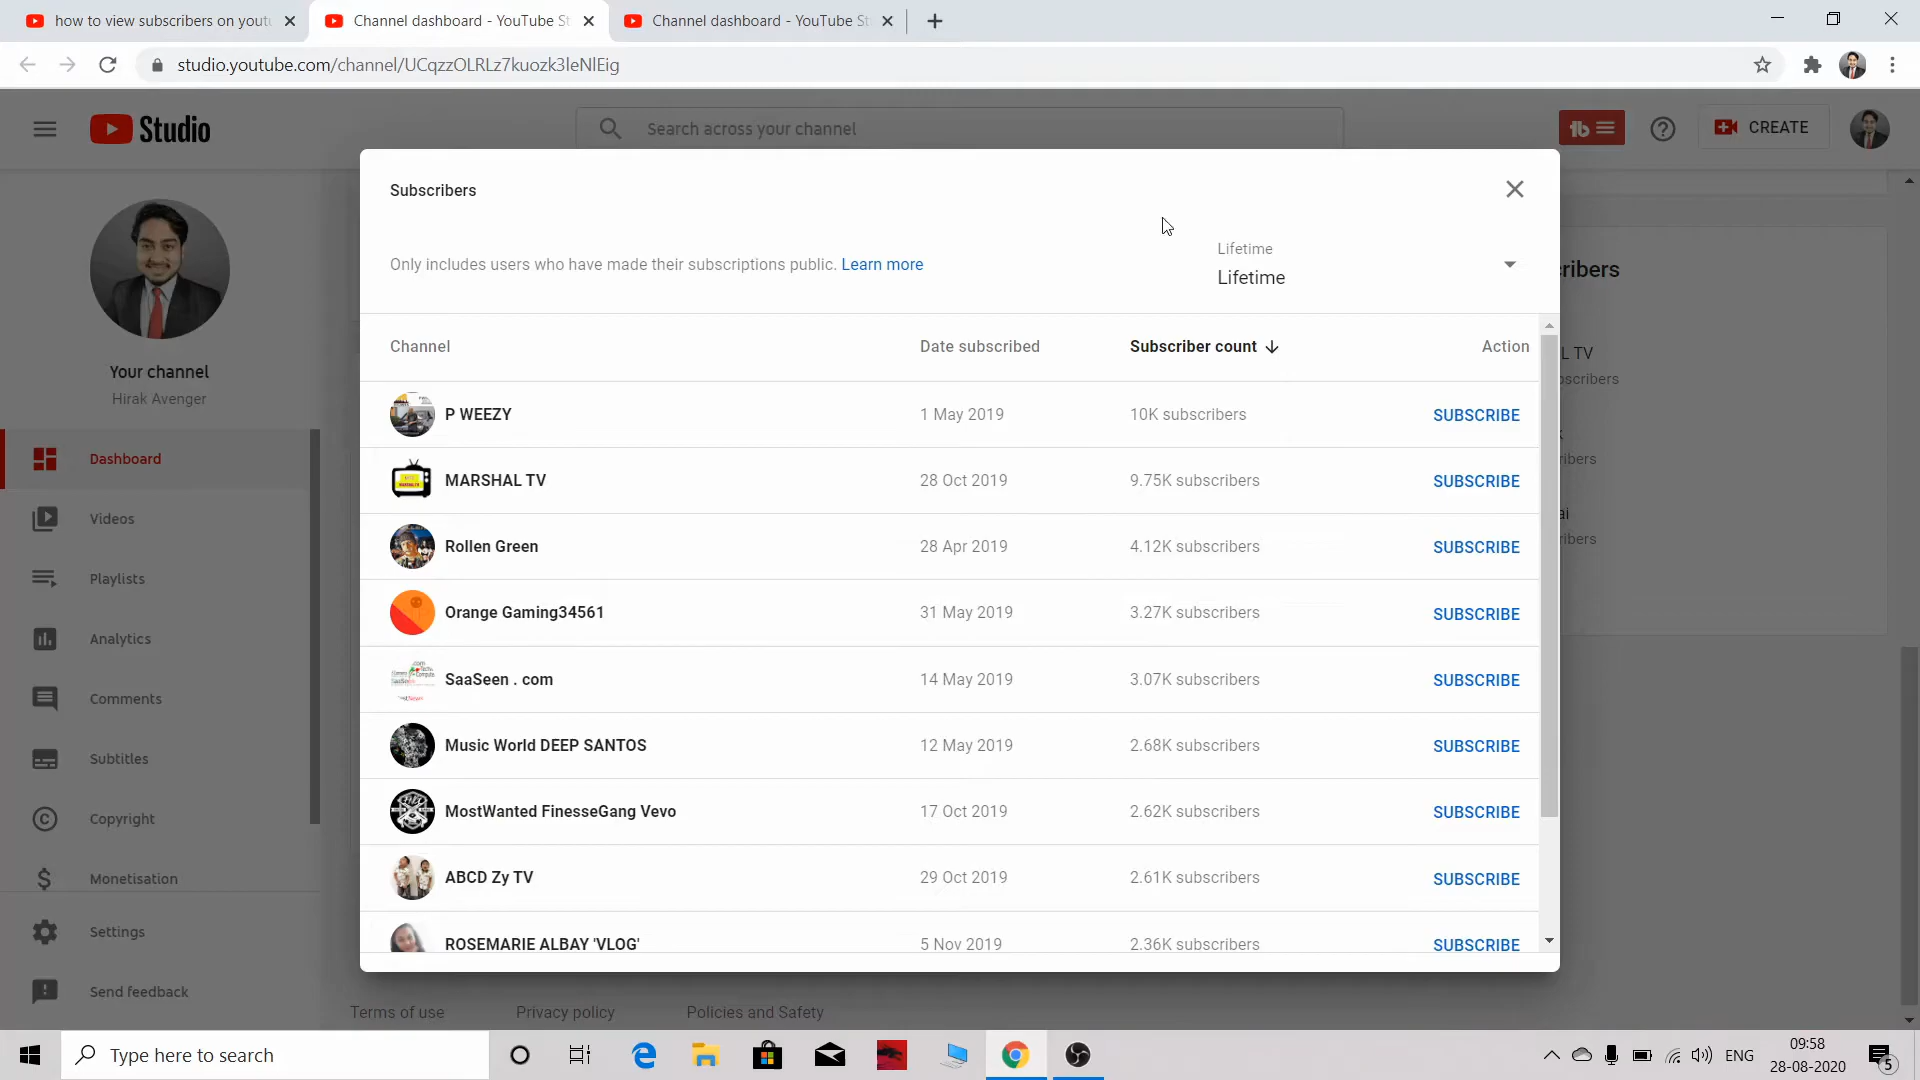 how to view subscribers on youtu
Channel dashboard - YouTube St
Channel dashboard - YouTube St
studio.youtube.com/channel/UCqzzOLRLz7kuozk3leNlEig
Studio
Search across your channel
CREATE
Subscribers
Only includes users who have made their subscriptions public. Learn more
Lifetime
Lifetime
Channel Date subscribed Subscriber count Action
P WEEZY 1 May 2019 10K subscribers SUBSCRIBE
MARSHAL TV 28 Oct 2019 9.75K subscribers SUBSCRIBE
Rollen Green 28 Apr 2019 4.12K subscribers SUBSCRIBE
Orange Gaming34561 31 May 2019 3.27K subscribers SUBSCRIBE
SaaSeen . com 14 May 2019 3.07K subscribers SUBSCRIBE
Music World DEEP SANTOS 12 May 2019 2.68K subscribers SUBSCRIBE
MostWanted FinesseGang Vevo 17 Oct 2019 2.62K subscribers SUBSCRIBE
ABCD Zy TV 29 Oct 2019 2.61K subscribers SUBSCRIBE
ROSEMARIE ALBAY 'VLOG' 5 Nov 2019 2.36K subscribers SUBSCRIBE
Your channel
Hirak Avenger
Dashboard
Videos
Playlists
Analytics
Comments
Subtitles
Copyright
Monetisation
Settings
Send feedback
cribers
L TV
bscribers
ribers
ai
ribers
Terms of use Privacy policy Policies and Safety
Type here to search
ENG
09:58
28-08-2020
5